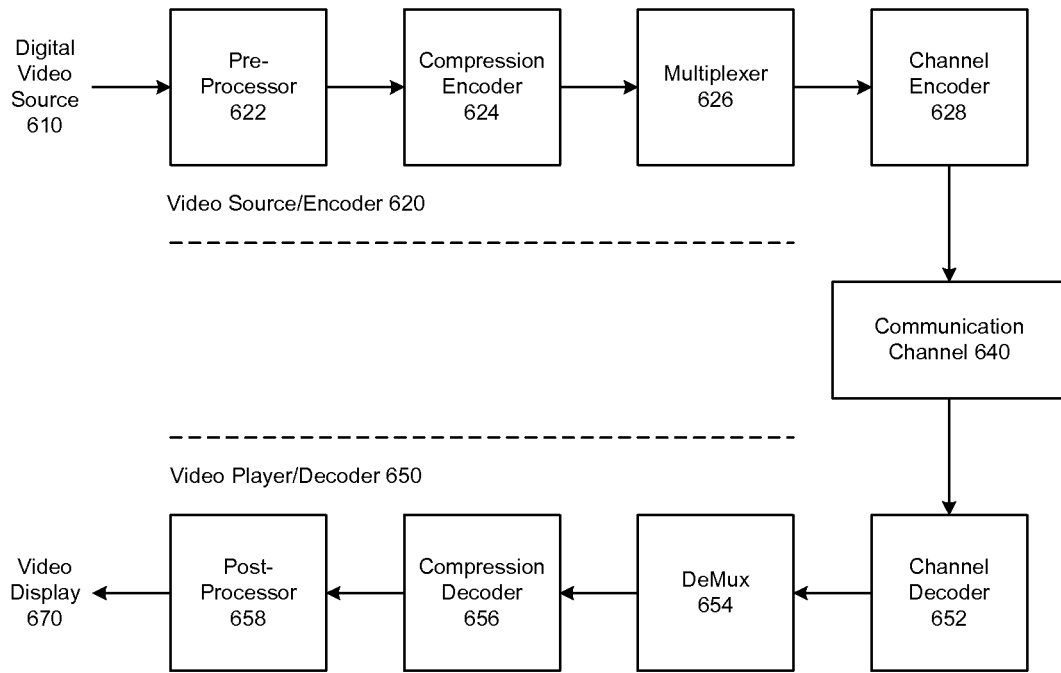 Digital
Video
Source
610
Pre-
Processor
622
Compression
Encoder
624
Multiplexer
626
Channel
Encoder
628
Video Source/Encoder 620
Communication
Channel 640
Video Player/Decoder 650
Video
Display
670
Post-
Processor
658
Compression
Decoder
656
DeMux
654
Channel
Decoder
652